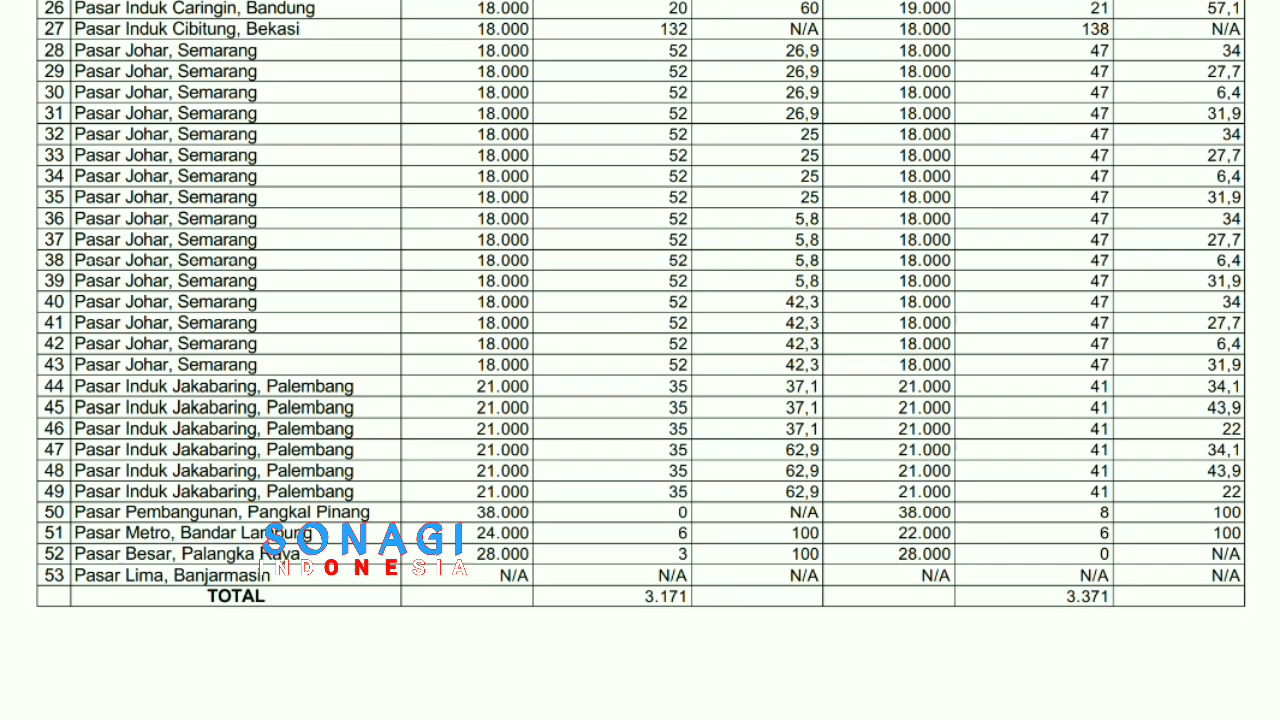 26 Pasar Induk Caringin, Bandung 18.000 20 60 19.000 21 57,1
27 Pasar Induk Cibitung, Bekasi 18.000 132 N/A 18.000 138 N/A
28 Pasar Johar, Semarang 18.000 52 26,9 18.000 47 34
29 Pasar Johar, Semarang 18.000 52 26,9 18.000 47 27,7
30 Pasar Johar, Semarang 18.000 52 26,9 18.000 47 6,4
31 Pasar Johar, Semarang 18.000 52 26,9 18.000 47 31,9
32 Pasar Johar, Semarang 18.000 52 25 18.000 47 34
33 Pasar Johar, Semarang 18.000 52 25 18.000 47 27,7
34 Pasar Johar, Semarang 18.000 52 25 18.000 47 6,4
35 Pasar Johar, Semarang 18.000 52 25 18.000 47 31,9
36 Pasar Johar, Semarang 18.000 52 5,8 18.000 47 34
37 Pasar Johar, Semarang 18.000 52 5,8 18.000 47 27,7
38 Pasar Johar, Semarang 18.000 52 5,8 18.000 47 6,4
39 Pasar Johar, Semarang 18.000 52 5,8 18.000 47 31,9
40 Pasar Johar, Semarang 18.000 52 42,3 18.000 47 34
41 Pasar Johar, Semarang 18.000 52 42,3 18.000 47 27,7
42 Pasar Johar, Semarang 18.000 52 42,3 18.000 47 6,4
43 Pasar Johar, Semarang 18.000 52 42,3 18.000 47 31,9
44 Pasar Induk Jakabaring, Palembang 21.000 35 37,1 21.000 41 34,1
45 Pasar Induk Jakabaring, Palembang 21.000 35 37,1 21.000 41 43,9
46 Pasar Induk Jakabaring, Palembang 21.000 35 37,1 21.000 41 22
47 Pasar Induk Jakabaring, Palembang 21.000 35 62,9 21.000 41 34,1
48 Pasar Induk Jakabaring, Palembang 21.000 35 62,9 21.000 41 43,9
49 Pasar Induk Jakabaring, Palembang 21.000 35 62,9 21.000 41 22
50 Pasar Pembangunan, Pangkal Pinang 38.000 0 N/A 38.000 8 100
51 Pasar Metro, Bandar Lampung 24.000 6 100 22.000 6 100
52 Pasar Besar, Palangka Raya 28.000 3 100 28.000 0 N/A
53 Pasar Lima, Banjarmasin N/A N/A N/A N/A N/A N/A
TOTAL 3.171 3.371
SONAGI
INDONESIA